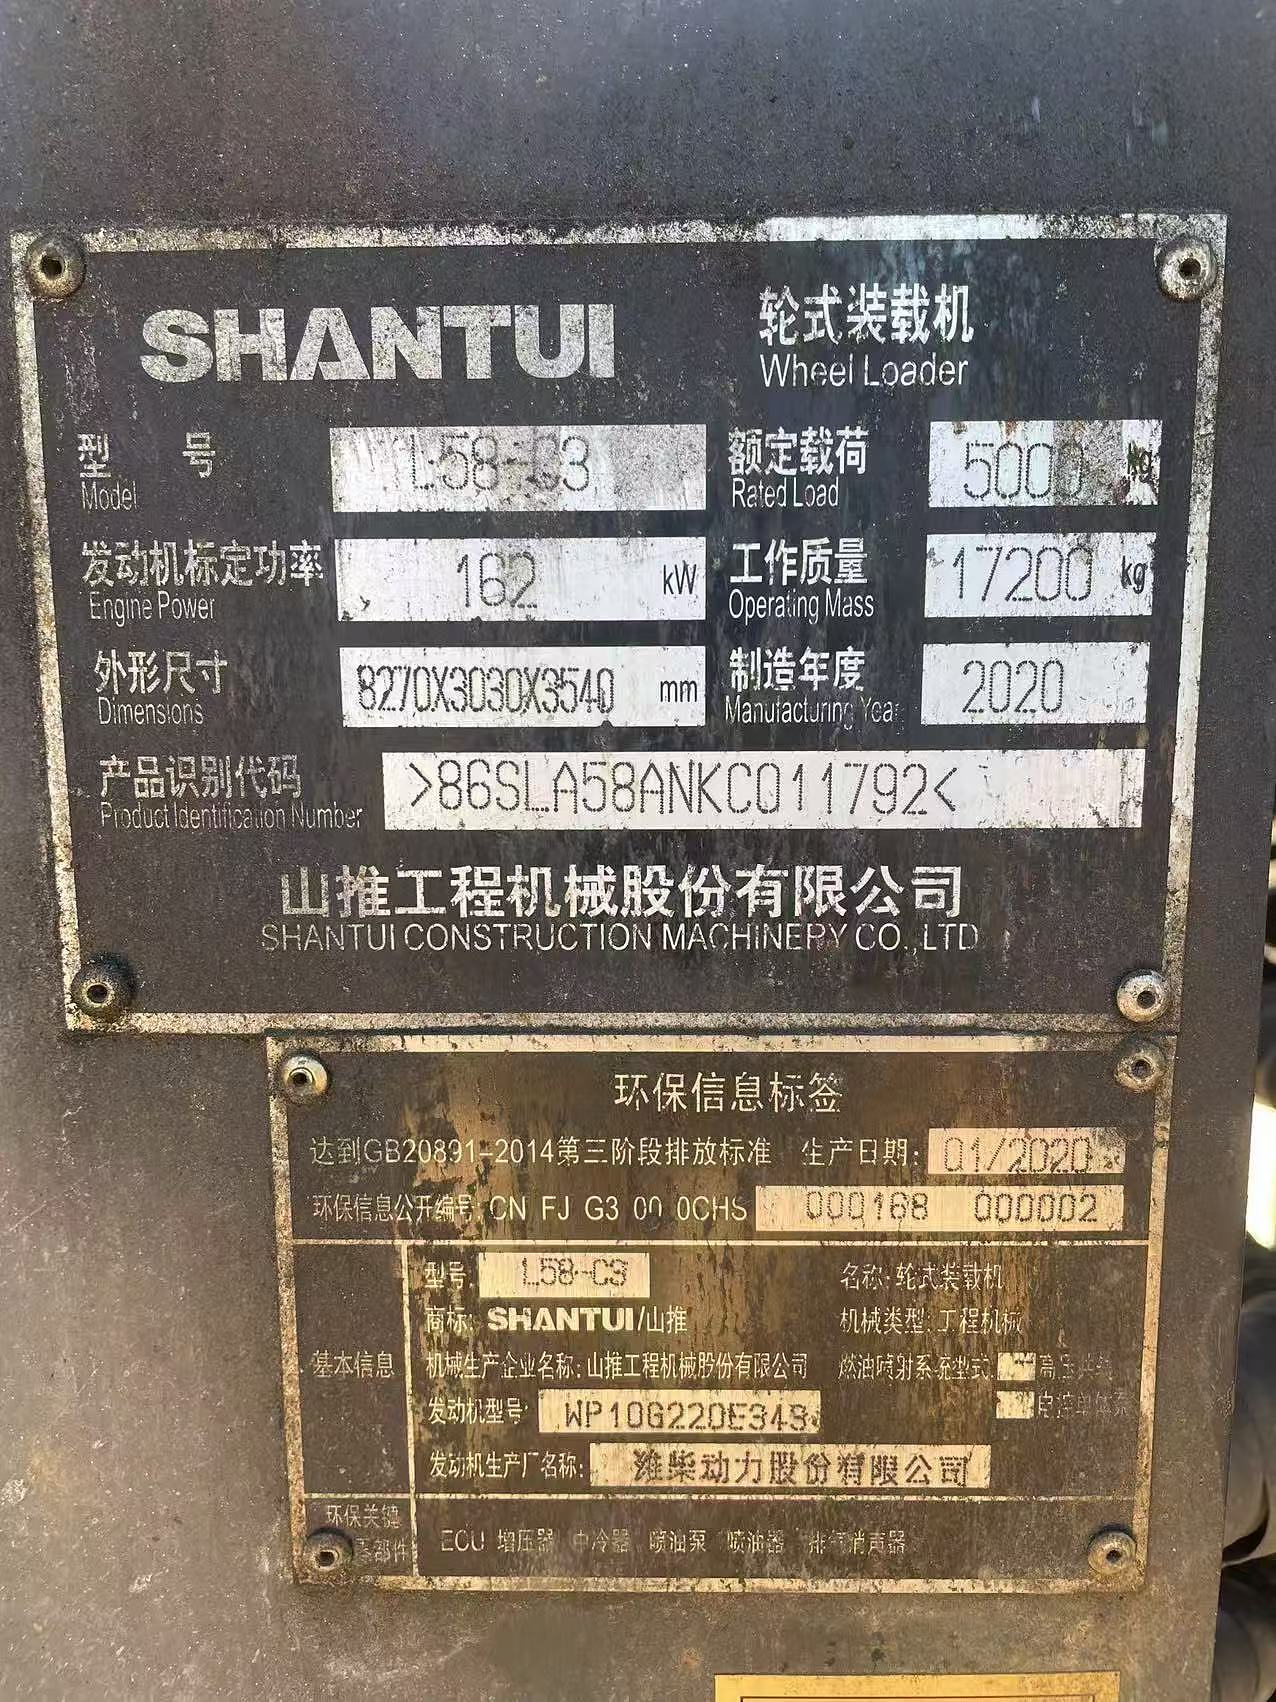 SHANTUI 轮式装载机
Wheel Loader
型 号 L58-C3 额定载荷 5000 kg
Model Rated Load
发动机标定功率 162 kW 工作质量 17200 kg
Engine Power Operating Mass
外形尺寸 8270X3030X3540 mm 制造年度 2020
Dimensions Manufacturing Year
产品识别代码 >86SLA58ANKC011792<
Product Identification Number
山推工程机械股份有限公司
SHANTUI CONSTRUCTION MACHINERY CO.,LTD
环保信息标签
达到GB20891-2014第三阶段排放标准 生产日期: 01/2020
环保信息公开编号: CN FJ G3 00 0CHS 000168 000002
基本信息
型号 L58-C3 名称: 轮式装载机
商标: SHANTUI/山推 机械类型: 工程机械
机械生产企业名称: 山推工程机械股份有限公司 燃油喷射系统型式:
发动机型号
发动机生产厂名称: 潍柴动力股份有限公司
环保关键
ECU 增压器 中冷器 喷油泵 喷油器 排气消声器